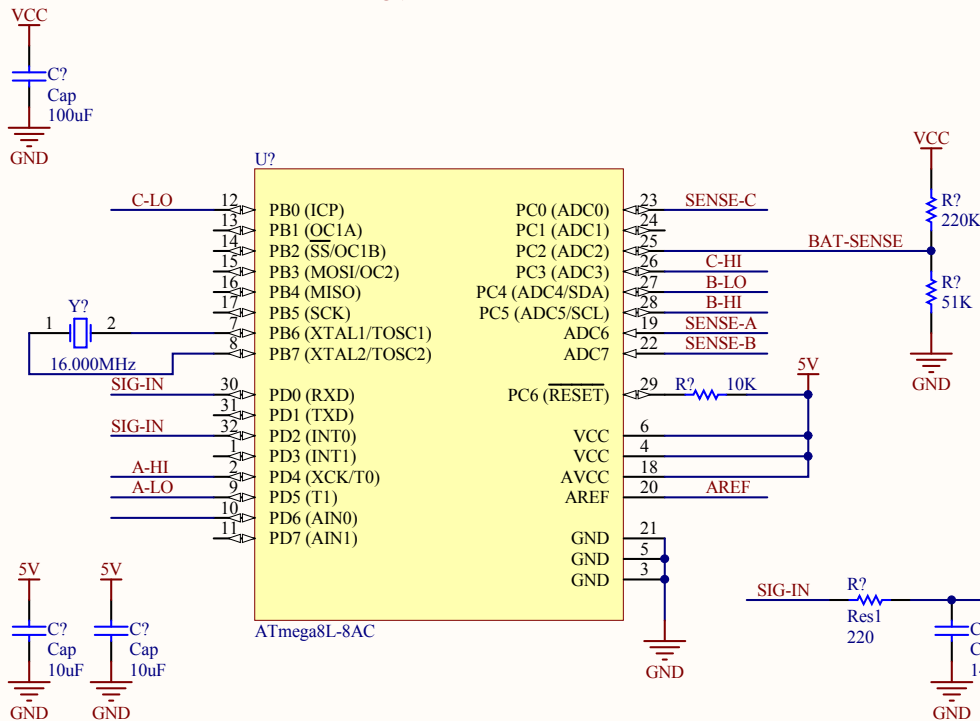 VCC
C?
Cap
100uF
GND
U?
C-LO
12
PB0 (ICP)
13
PB1 (OC1A)
14
PB2 (SS/OC1B)
15
PB3 (MOSI/OC2)
16
PB4 (MISO)
17
PB5 (SCK)
7
PB6 (XTAL1/TOSC1)
8
PB7 (XTAL2/TOSC2)
Y?
1
2
16.000MHz
SIG-IN
30
PD0 (RXD)
31
PD1 (TXD)
SIG-IN
32
PD2 (INT0)
1
PD3 (INT1)
A-HI
2
PD4 (XCK/T0)
A-LO
9
PD5 (T1)
10
PD6 (AIN0)
11
PD7 (AIN1)
PC0 (ADC0)
23
SENSE-C
PC1 (ADC1)
24
PC2 (ADC2)
25
BAT-SENSE
PC3 (ADC3)
26
C-HI
PC4 (ADC4/SDA)
27
B-LO
PC5 (ADC5/SCL)
28
B-HI
ADC6
19
SENSE-A
ADC7
22
SENSE-B
PC6 (RESET)
29
R?
10K
5V
VCC
6
VCC
4
AVCC
18
AREF
20
AREF
GND
21
GND
5
GND
3
GND
ATmega8L-8AC
VCC
R?
220K
R?
51K
GND
5V
C?
Cap
10uF
GND
5V
C?
Cap
10uF
GND
SIG-IN
R?
Res1
220
GND